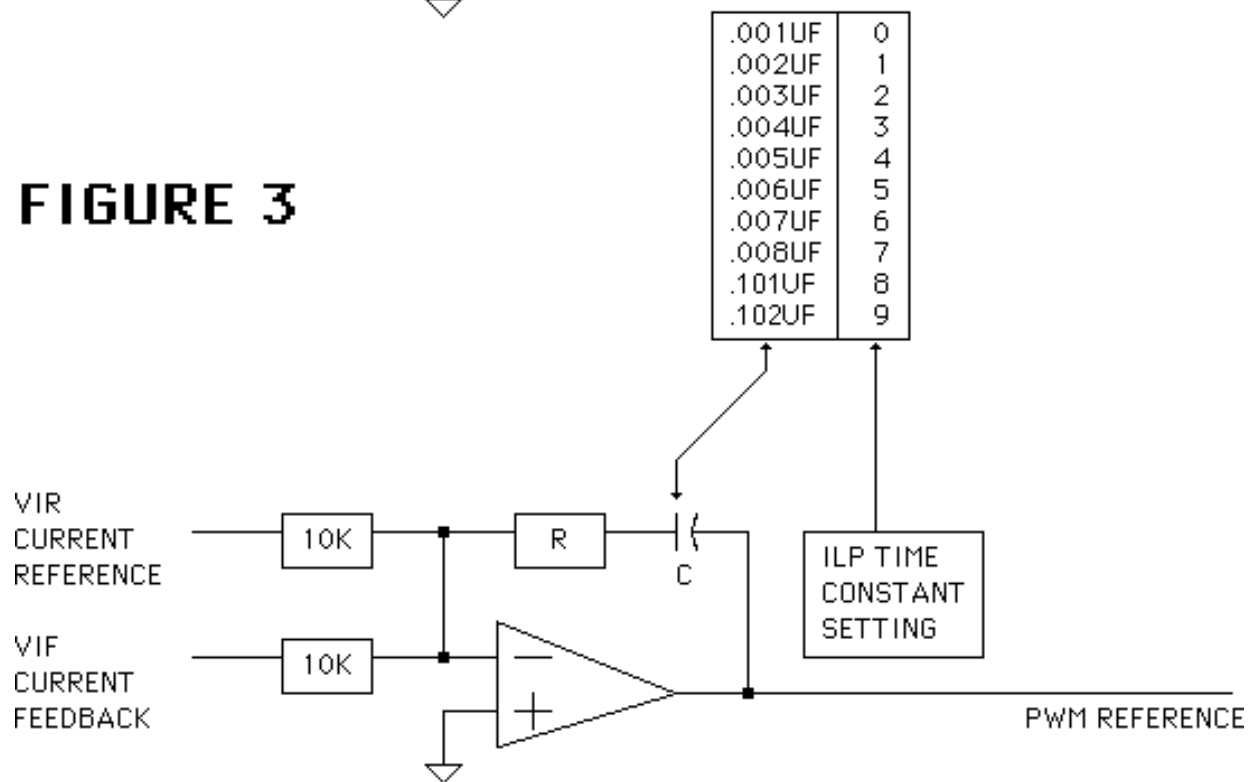 .001UF 0
.002UF 1
.003UF 2
.004UF 3
.005UF 4
.006UF 5
.007UF 6
.008UF 7
.101UF 8
.102UF 9
FIGURE 3
VIR
CURRENT
REFERENCE
10K
R
C
ILP TIME
CONSTANT
SETTING
VIF
CURRENT
FEEDBACK
10K
PWM REFERENCE